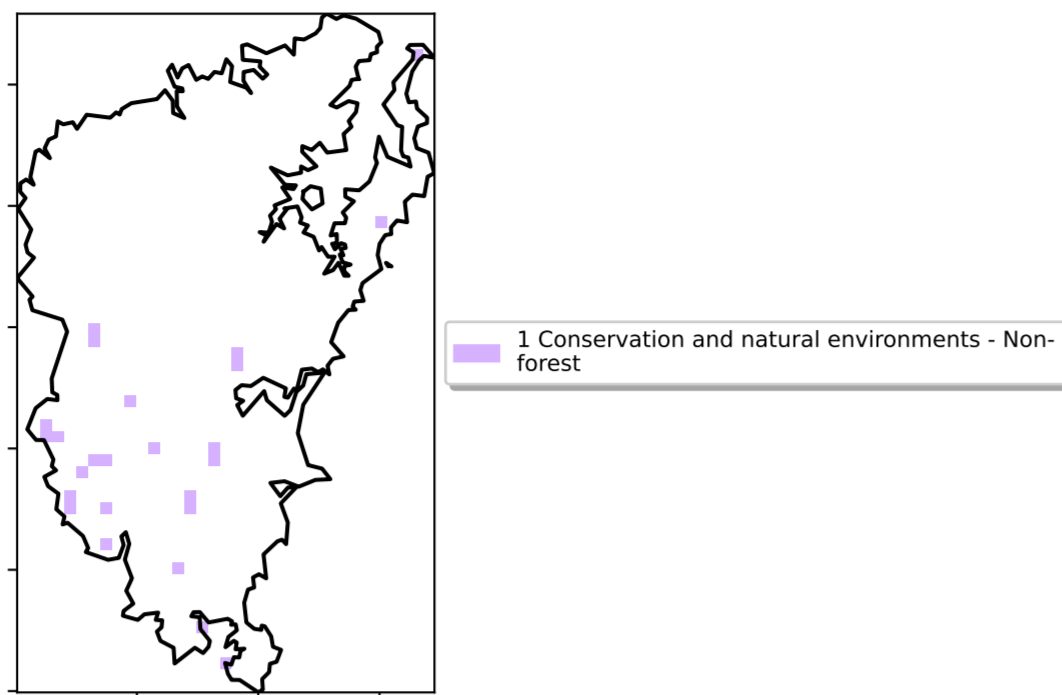 1 Conservation and natural environments - Non-
forest